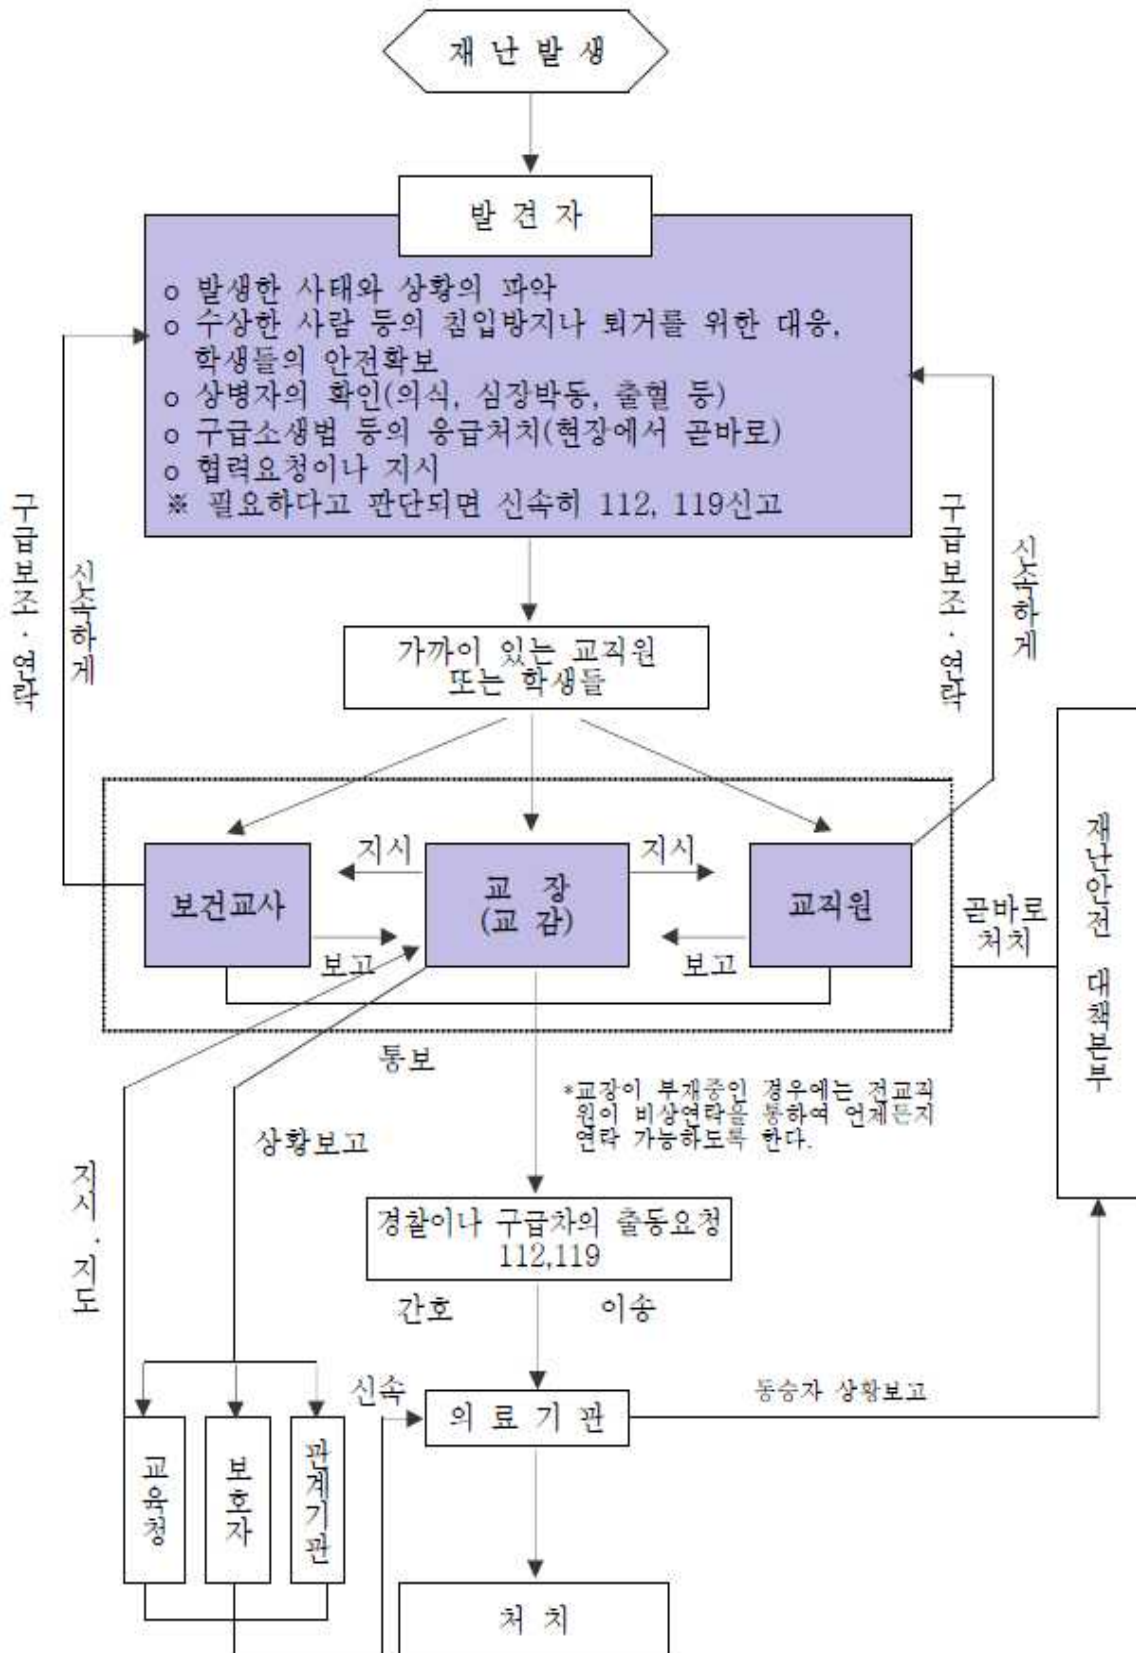 재 난 발 생
발 견 자
o 발생한 사태와 상황의 파악
o 수상한 사람 등의 침입방지나 퇴거를 위한 대응,
학생들의 안전확보
o 상병자의 확인(의식, 심장박동, 출혈 등)
o 구급소생법 등의 응급처치(현장에서 곧바로)
o 협력요청이나 지시
※ 필요하다고 판단되면 신속히 112, 119신고
구급보조 · 연락
신속하게
구급보조 · 연락
신속하게
가까이 있는 교직원
또는 학생들
지시
지시
보건교사
교 장
(교 감)
교직원
보고
보고
곧바로
처치
재난안전 대책본부
통보
*교장이 부재중인 경우에는 전교직
원이 비상연락을 통하여 언제든지
연락 가능하도록 한다.
상황보고
지시 · 지도
경찰이나 구급차의 출동요청
112,119
간호
이송
신속
의 료 기 관
동승자 상황보고
교육청
보호자
관계기관
처 치